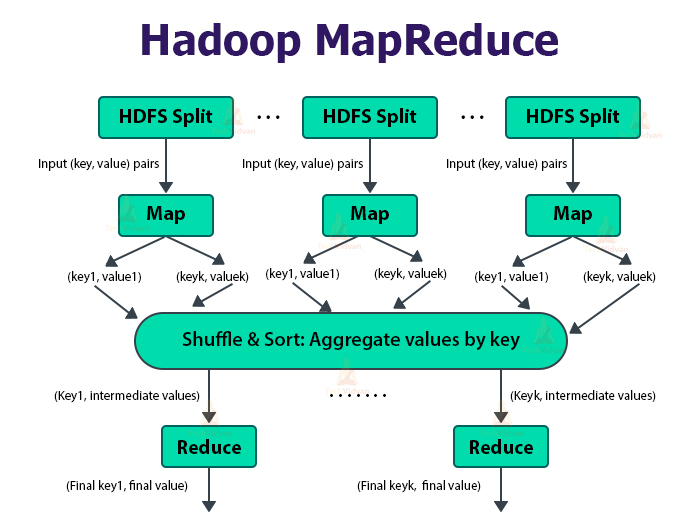 Hadoop MapReduce
HDFS Split ... HDFS Split ... HDFS Split
Input (key, value) pairs Input (key, value) pairs Input (key, value) pairs
Map Map Map
(key1, value1) (keyk, valuek) (key1, value1) (keyk, valuek) (key1, value1) (keyk, valuek)
Shuffle & Sort: Aggregate values by key
(Key1, intermediate values) ....... (Keyk, intermediate values)
Reduce Reduce
(Final key1, final value) (Final keyk, final value)